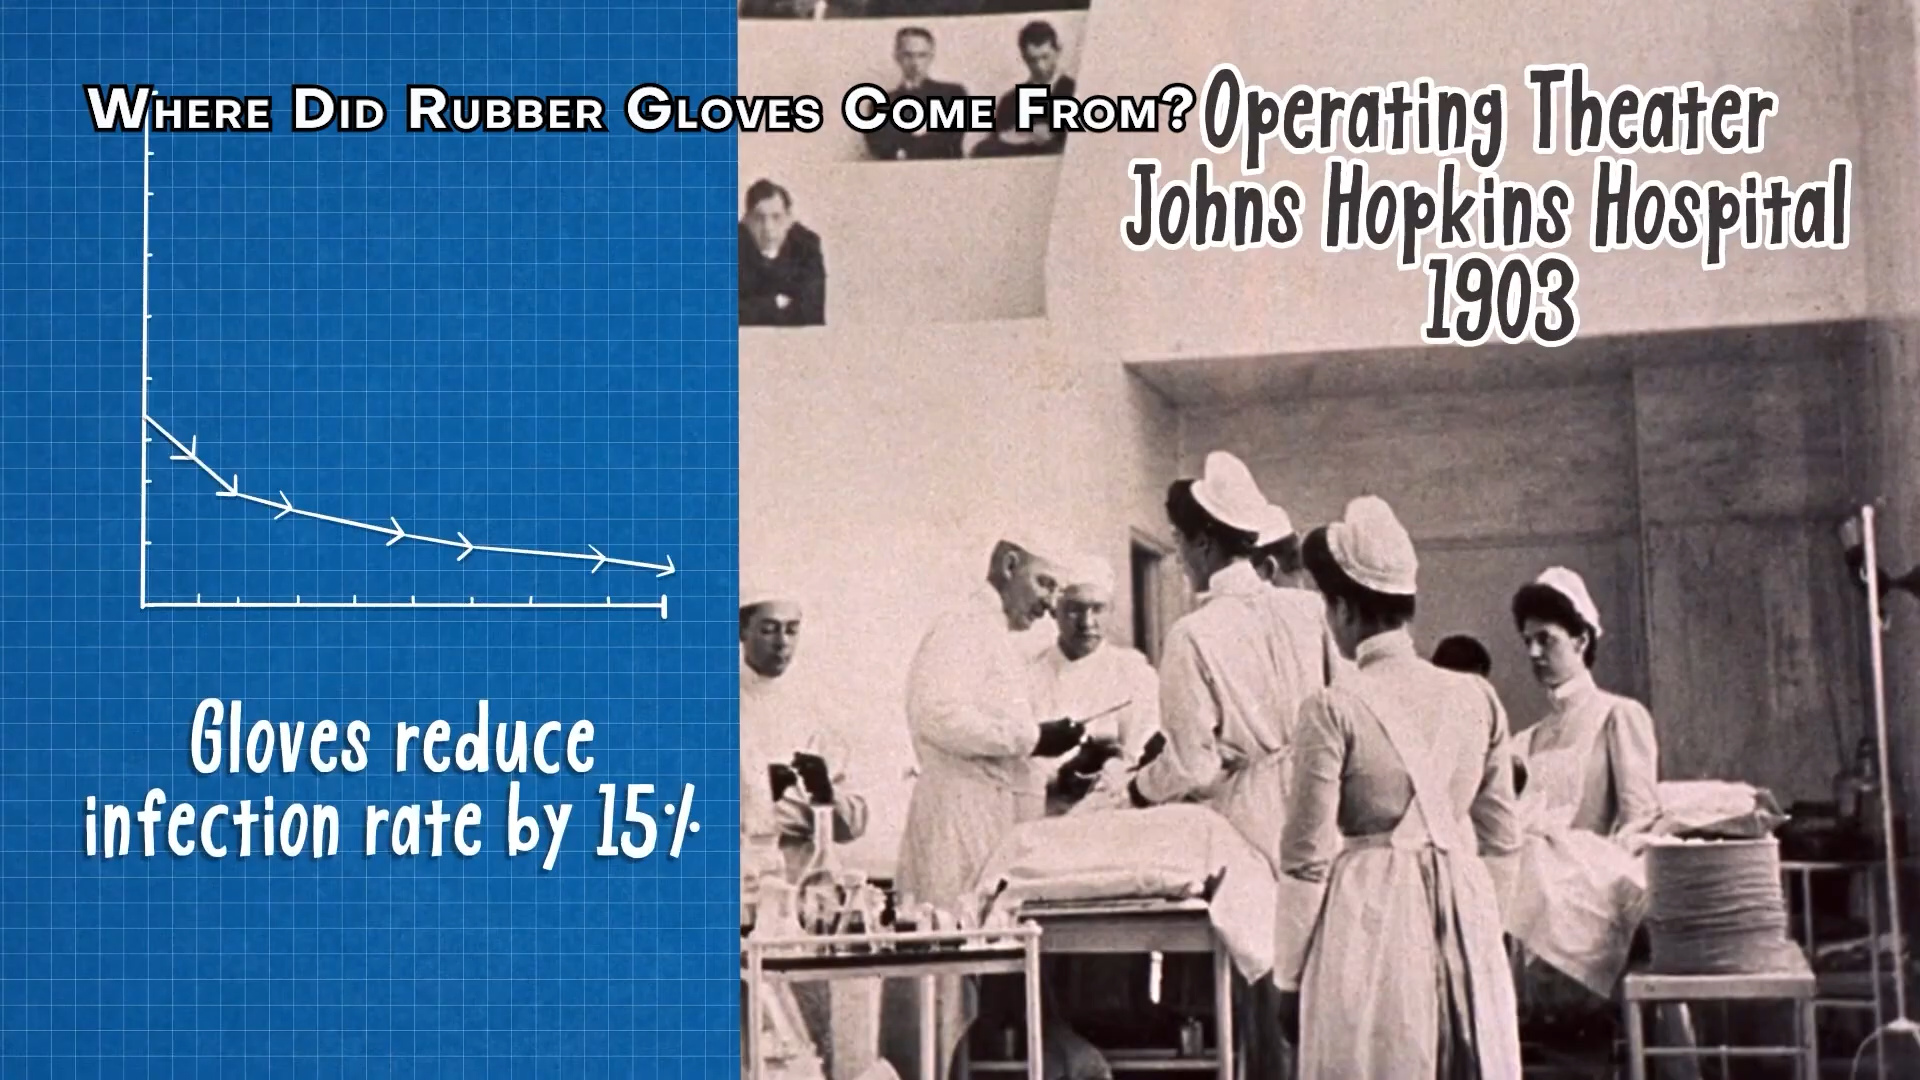 Where Did Rubber Gloves Come From?
Operating Theater
Johns Hopkins Hospital
1903
Gloves reduce
infection rate by 15%